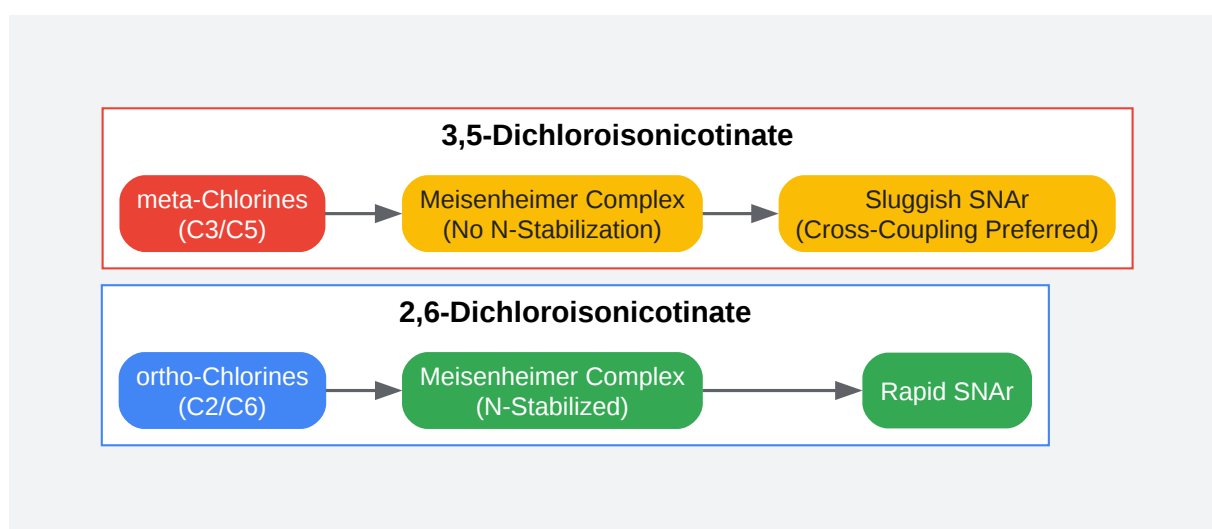 3,5-Dichloroisonicotinate
meta-Chlorines
(C3/C5)
Meisenheimer Complex
(No N-Stabilization)
Sluggish SNAr
(Cross-Coupling Preferred)
2,6-Dichloroisonicotinate
ortho-Chlorines
(C2/C6)
Meisenheimer Complex
(N-Stabilized)
Rapid SNAr